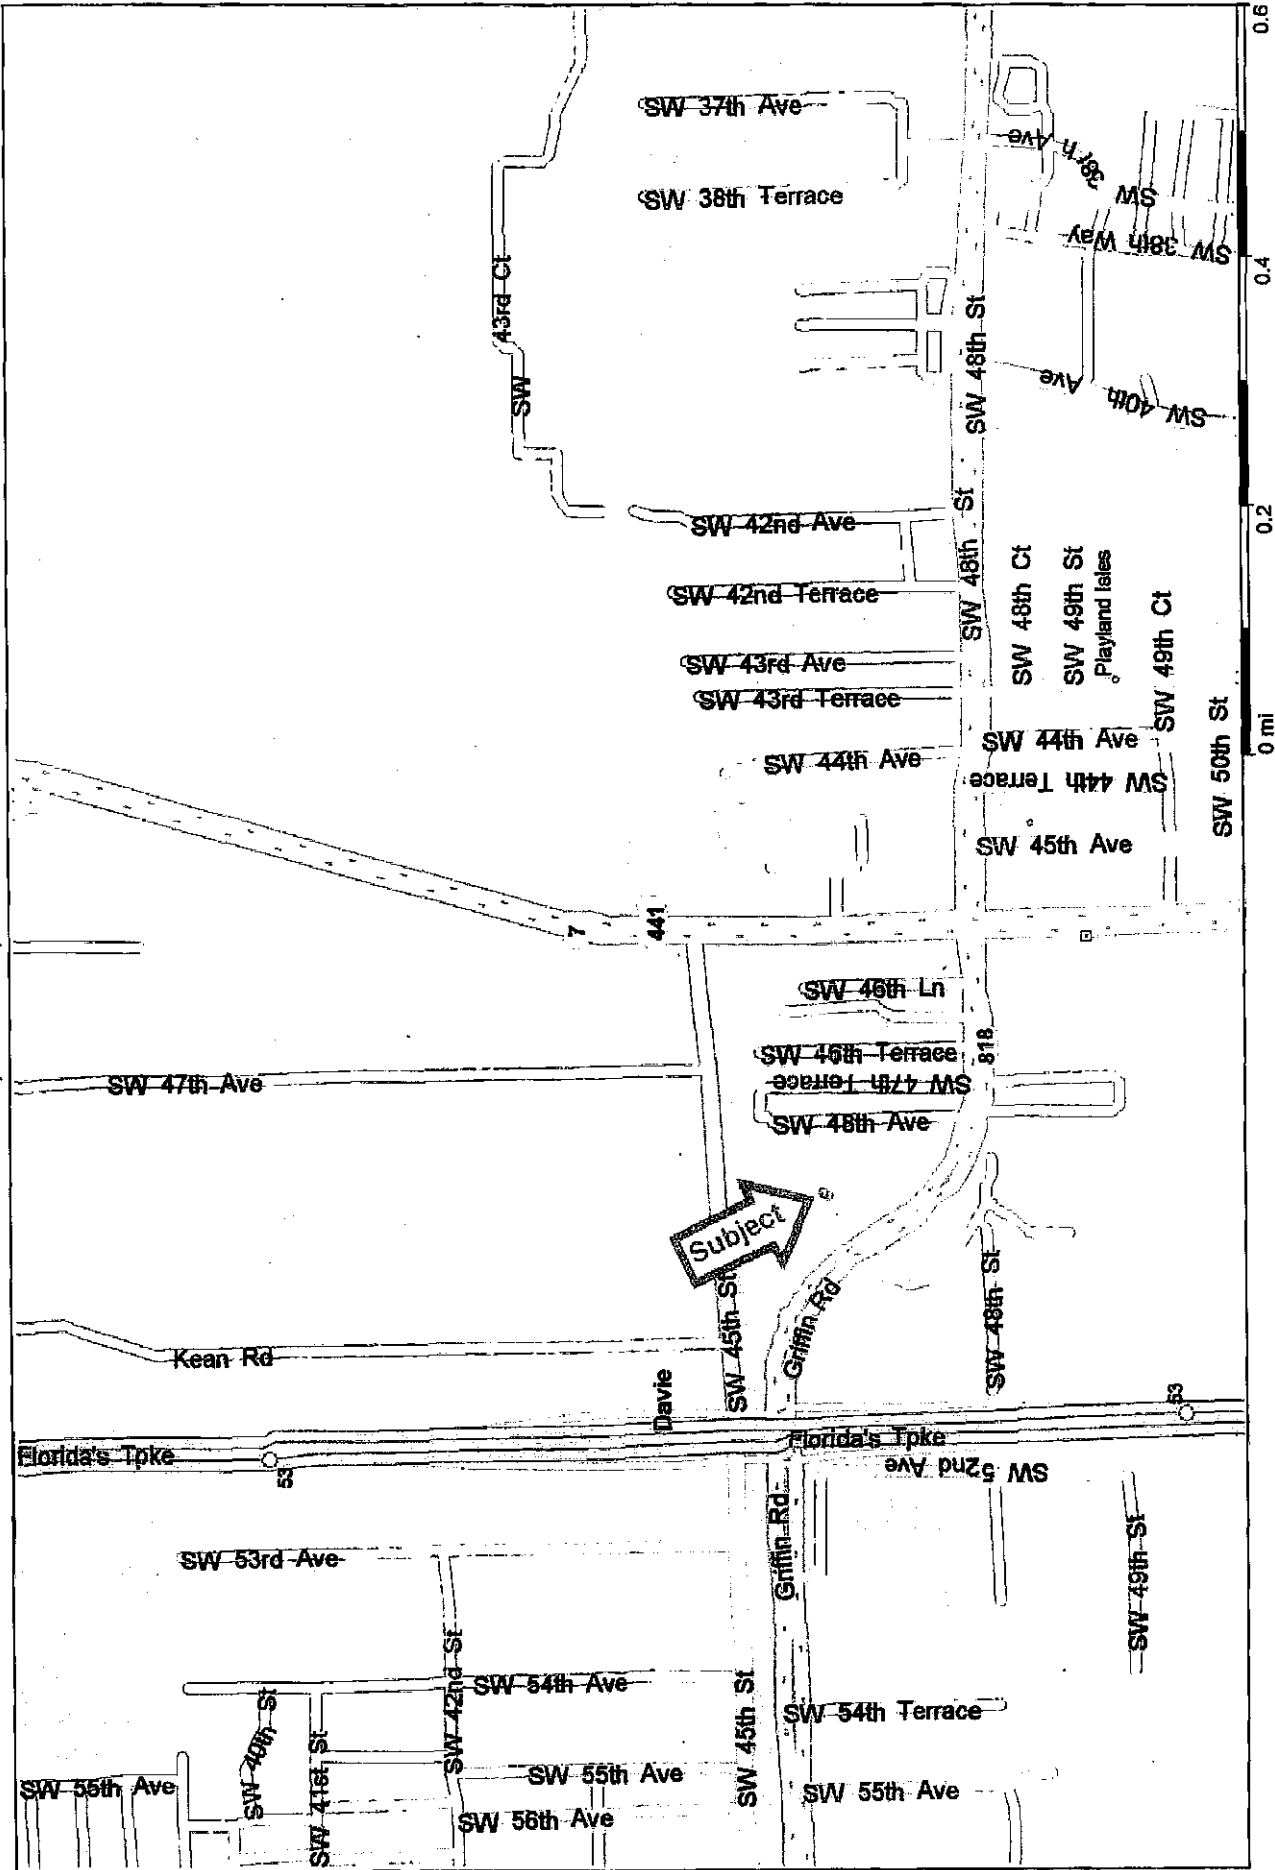 SW 37th Ave
SW 38th Terrace
SW 38th Ave
SW 38th Way
43rd Ct
SW
SW 48th St
SW 40th Ave
SW 42nd Ave
SW 48th St
SW 42nd Terrace
SW 43rd Ave
SW 43rd Terrace
SW 48th Ct
SW 49th St
Playland Isles
SW 49th Ct
SW 50th St
SW 44th Ave
SW 44th Ave
SW 44th Terrace
SW 45th Ave
7
441
SW 46th Ln
SW 46th Terrace
818
SW 47th Ave
SW 47th Terrace
SW 48th Ave
Subject
SW 45th St
Griffin Rd
SW 48th St
Kean Rd
Davie
Florida's Tpke
53
Florida's Tpke
53
SW 52nd Ave
SW 53rd Ave
Griffin Rd
SW 49th St
SW 42nd St
SW 54th Ave
SW 45th St
SW 54th Terrace
SW 40th St
SW 41st St
SW 55th Ave
SW 55th Ave
SW 55th Ave
SW 56th Ave
0 mi
0.2
0.4
0.6